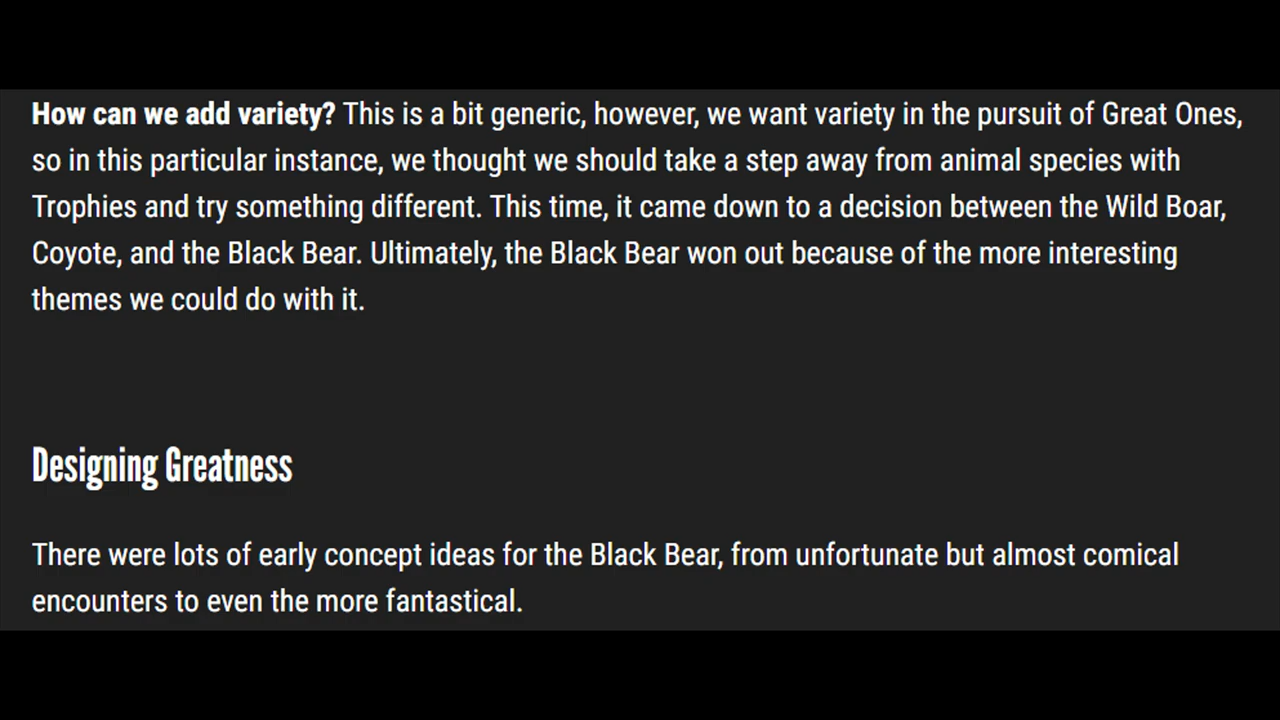 How can we add variety? This is a bit generic, however, we want variety in the pursuit of Great Ones,
so in this particular instance, we thought we should take a step away from animal species with
Trophies and try something different. This time, it came down to a decision between the Wild Boar,
Coyote, and the Black Bear. Ultimately, the Black Bear won out because of the more interesting
themes we could do with it.
Designing Greatness
There were lots of early concept ideas for the Black Bear, from unfortunate but almost comical
encounters to even the more fantastical.